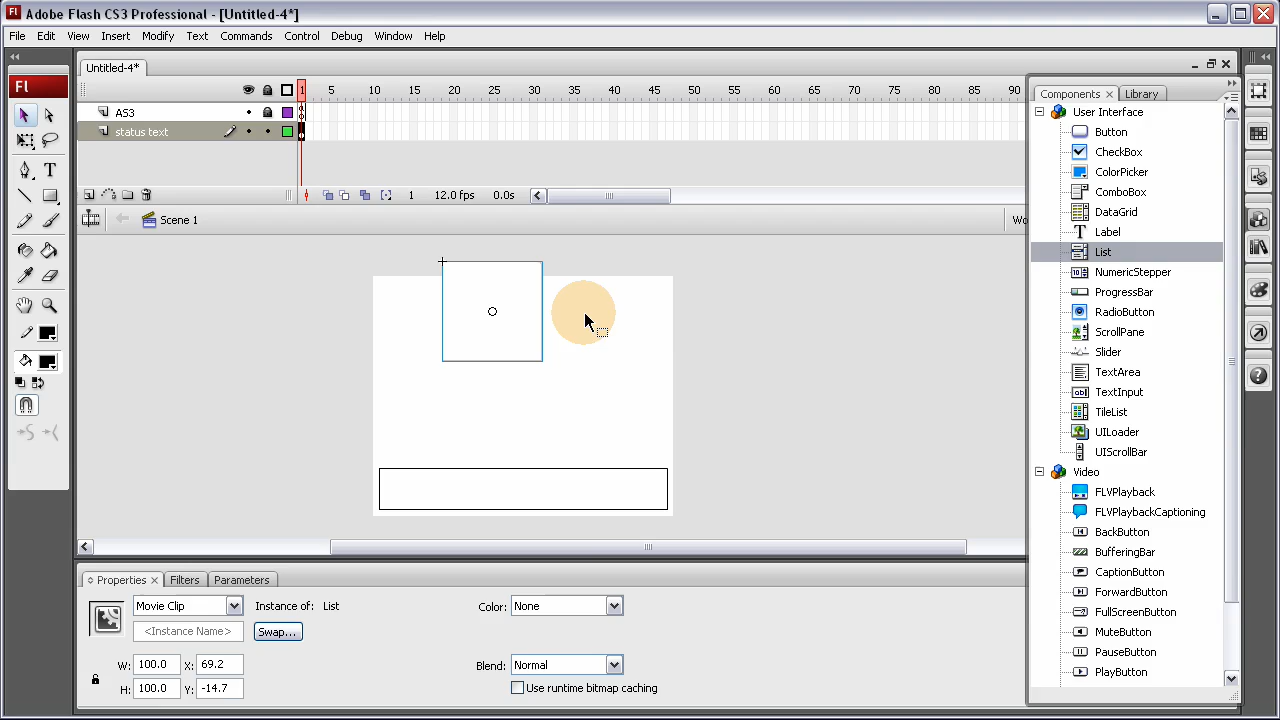 Fl Adobe Flash CS3 Professional - [Untitled-4*]
File Edit View Insert Modify Text Commands Control Debug Window Help
Untitled-4*
Fl
1 5 10 15 20 25 30 35 40 45 50 55 60 65 70 75 80 85 90
AS3
status text
1 12.0 fps 0.0s
Scene 1 Wo
Components Library
User Interface
Button
CheckBox
ColorPicker
ComboBox
DataGrid
Label
List
NumericStepper
ProgressBar
RadioButton
ScrollPane
Slider
TextArea
TextInput
TileList
UILoader
UIScrollBar
Video
FLVPlayback
FLVPlaybackCaptioning
BackButton
BufferingBar
CaptionButton
ForwardButton
FullScreenButton
MuteButton
PauseButton
PlayButton
Properties Filters Parameters
Movie Clip Instance of: List Color: None
<Instance Name> Swap...
W: 100.0 X: 69.2 Blend: Normal
H: 100.0 Y: -14.7 Use runtime bitmap caching